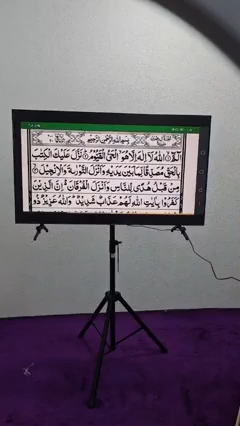 بسم الله الرحمن الرحيم
الم ۝ الله لا إله إلا هو الحي القيوم ۝ نزل عليك الكتب
بالحق مصدقا لما بين يديه وأنزل التورىة والإنجيل ۝
من قبل هدى للناس وأنزل الفرقان ۝ إن الذين
كفروا بايت الله لهم عذاب شديد ۝ والله عزيز ذو